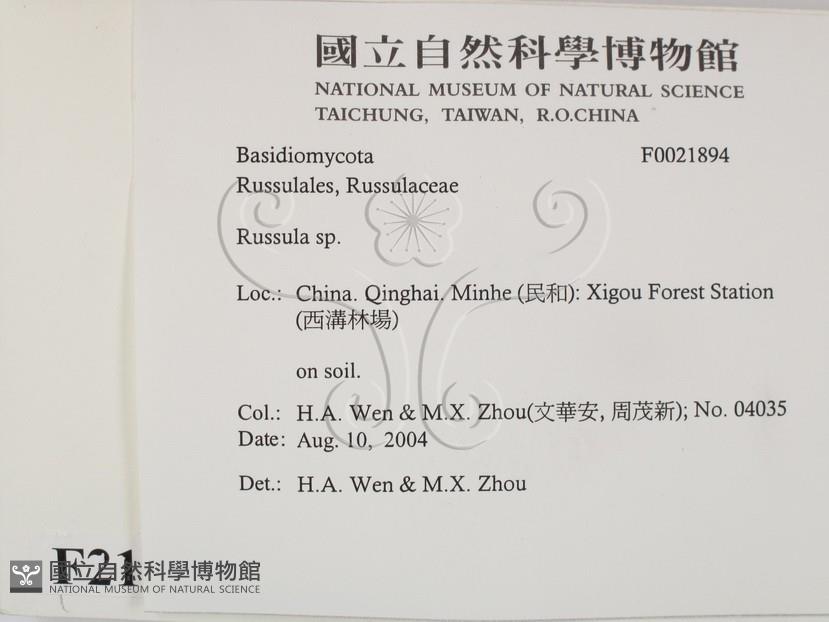 國立自然科學博物館
NATIONAL MUSEUM OF NATURAL SCIENCE
TAICHUNG, TAIWAN, R.O.CHINA
Basidiomycota F0021894
Russulales, Russulaceae
Russula sp.
Loc.: China. Qinghai. Minhe (民和): Xigou Forest Station
(西溝林場)
on soil.
Col.: H.A. Wen & M.X. Zhou(文華安, 周茂新); No. 04035
Date: Aug. 10, 2004
Det.: H.A. Wen & M.X. Zhou
F21
國立自然科學博物館
NATIONAL MUSEUM OF NATURAL SCIENCE